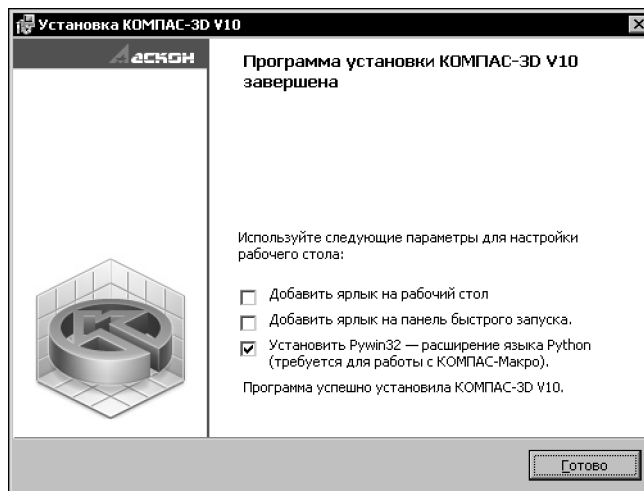 Установка КОМПАС-3D V10
Аскон
Программа установки КОМПАС-3D V10
завершена
Используйте следующие параметры для настройки
рабочего стола:
Добавить ярлык на рабочий стол
Добавить ярлык на панель быстрого запуска.
Установить Pywin32 — расширение языка Python
(требуется для работы с КОМПАС-Макро).
Программа успешно установила КОМПАС-3D V10.
Готово